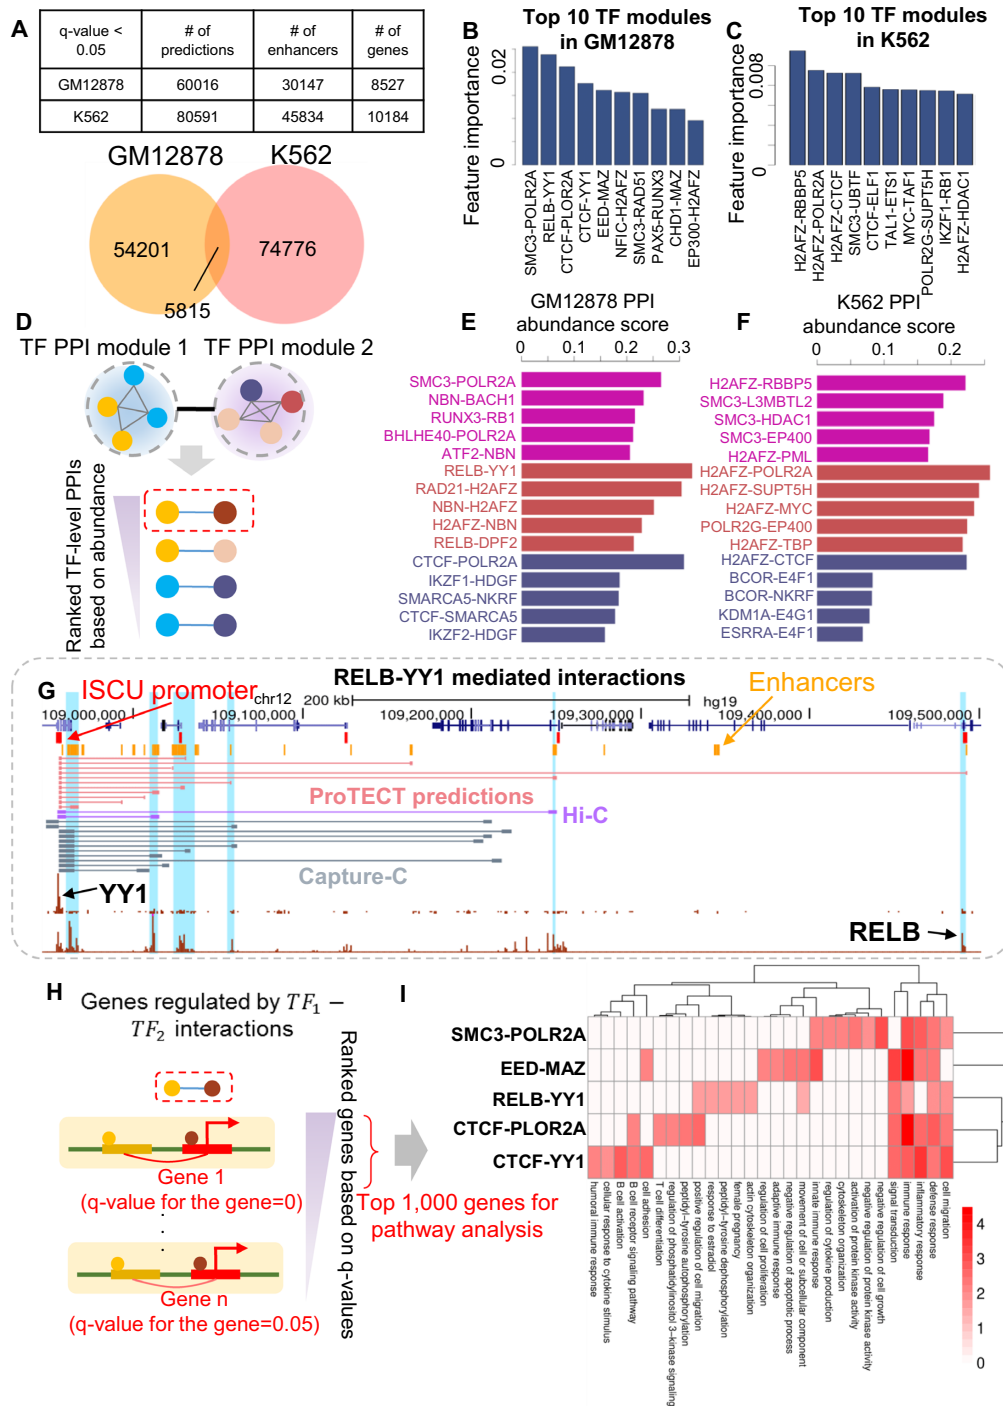 A
q-value < 0.05
# of predictions
# of enhancers
# of genes
GM12878 60016 30147 8527
K562 80591 45834 10184
GM12878 K562
54201
74776
5815
B
Top 10 TF modules
in GM12878
Feature importance
0.02
0
SMC3-POLR2A
RELB-YY1
CTCF-PLOR2A
CTCF-YY1
EED-MAZ
NFIC-H2AFZ
SMC3-RAD51
PAX5-RUNX3
CHD1-MAZ
EP300-H2AFZ
C
Top 10 TF modules
in K562
Feature importance
0.008
0
H2AFZ-RBBP5
H2AFZ-POLR2A
H2AFZ-CTCF
SMC3-UBTF
CTCF-ELF1
TAL1-ETS1
MYC-TAF1
POLR2G-SUPT5H
IKZF1-RB1
H2AFZ-HDAC1
D
TF PPI module 1 TF PPI module 2
Ranked TF-level PPIs
based on abundance
E
GM12878 PPI
abundance score
0 0.1 0.2 0.3
SMC3-POLR2A
NBN-BACH1
RUNX3-RB1
BHLHE40-POLR2A
ATF2-NBN
RELB-YY1
RAD21-H2AFZ
NBN-H2AFZ
H2AFZ-NBN
RELB-DPF2
CTCF-POLR2A
IKZF1-HDGF
SMARCA5-NKRF
CTCF-SMARCA5
IKZF2-HDGF
F
K562 PPI
abundance score
0 0.1 0.2
H2AFZ-RBBP5
SMC3-L3MBTL2
SMC3-HDAC1
SMC3-EP400
H2AFZ-PML
H2AFZ-POLR2A
H2AFZ-SUPT5H
H2AFZ-MYC
POLR2G-EP400
H2AFZ-TBP
H2AFZ-CTCF
BCOR-E4F1
BCOR-NKRF
KDM1A-E4G1
ESRRA-E4F1
G
RELB-YY1 mediated interactions
ISCU promoter
chr12
200 kb
hg19
Enhancers
109,000,000
109,100,000
109,200,000
109,300,000
109,400,000
109,500,000
ProTECT predictions
Hi-C
Capture-C
YY1
RELB
H
Genes regulated by TF1 −
TF2 interactions
Gene 1
(q-value for the gene=0)
Gene n
(q-value for the gene=0.05)
Ranked genes based on q-values
Top 1,000 genes for
pathway analysis
I
SMC3-POLR2A
EED-MAZ
RELB-YY1
CTCF-PLOR2A
CTCF-YY1
humoral immune response
cellular response to cytokine stimulus
B cell activation
B cell receptor signaling pathway
cell adhesion
T cell differentiation
regulation of phosphatidylinositol 3-kinase signaling
peptidyl-tyrosine autophosphorylation
positive regulation of cell migration
response to estradiol
peptidyl-tyrosine dephosphorylation
female pregnancy
actin cytoskeleton organization
regulation of cell proliferation
adaptive immune response
negative regulation of apoptotic process
movement of cell or subcellular component
innate immune response
regulation of cytokine production
cytoskeleton organization
activation of protein kinase activity
negative regulation of protein kinase activity
negative regulation of cell growth
signal transduction
immune response
inflammatory response
defense response
cell migration
4
3
2
1
0